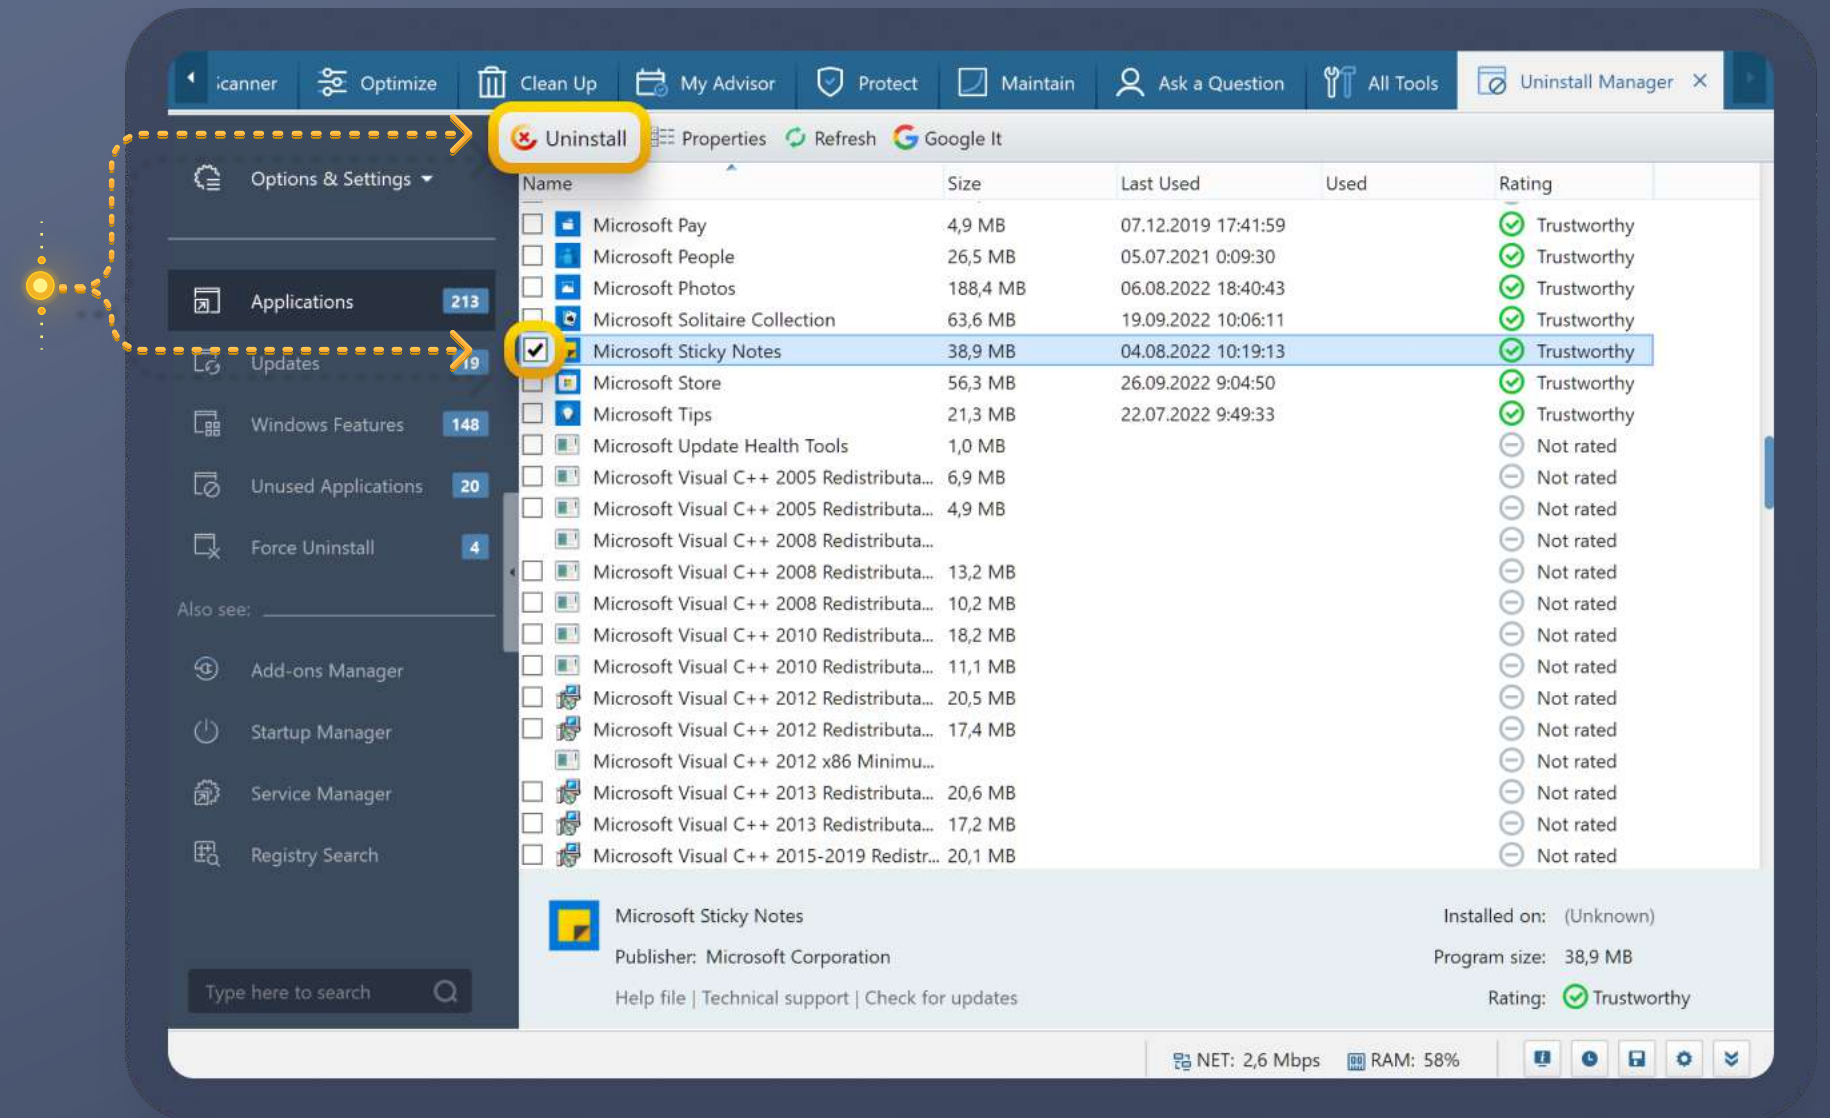 canner Optimize Clean Up My Advisor Protect Maintain Ask a Question All Tools Uninstall Manager
Uninstall Properties Refresh Google It
Options & Settings
Applications 213
Updates 19
Windows Features 148
Unused Applications 20
Force Uninstall 4
Also see:
Add-ons Manager
Startup Manager
Service Manager
Registry Search
Type here to search
Name Size Last Used Used Rating
Microsoft Pay 4,9 MB 07.12.2019 17:41:59 Trustworthy
Microsoft People 26,5 MB 05.07.2021 0:09:30 Trustworthy
Microsoft Photos 188,4 MB 06.08.2022 18:40:43 Trustworthy
Microsoft Solitaire Collection 63,6 MB 19.09.2022 10:06:11 Trustworthy
Microsoft Sticky Notes 38,9 MB 04.08.2022 10:19:13 Trustworthy
Microsoft Store 56,3 MB 26.09.2022 9:04:50 Trustworthy
Microsoft Tips 21,3 MB 22.07.2022 9:49:33 Trustworthy
Microsoft Update Health Tools 1,0 MB Not rated
Microsoft Visual C++ 2005 Redistributa... 6,9 MB Not rated
Microsoft Visual C++ 2005 Redistributa... 4,9 MB Not rated
Microsoft Visual C++ 2008 Redistributa... Not rated
Microsoft Visual C++ 2008 Redistributa... 13,2 MB Not rated
Microsoft Visual C++ 2008 Redistributa... 10,2 MB Not rated
Microsoft Visual C++ 2010 Redistributa... 18,2 MB Not rated
Microsoft Visual C++ 2010 Redistributa... 11,1 MB Not rated
Microsoft Visual C++ 2012 Redistributa... 20,5 MB Not rated
Microsoft Visual C++ 2012 Redistributa... 17,4 MB Not rated
Microsoft Visual C++ 2012 x86 Minimu... Not rated
Microsoft Visual C++ 2013 Redistributa... 20,6 MB Not rated
Microsoft Visual C++ 2013 Redistributa... 17,2 MB Not rated
Microsoft Visual C++ 2015-2019 Redistr... 20,1 MB Not rated
Microsoft Sticky Notes Installed on: (Unknown)
Publisher: Microsoft Corporation Program size: 38,9 MB
Help file | Technical support | Check for updates Rating: Trustworthy
NET: 2,6 Mbps RAM: 58%